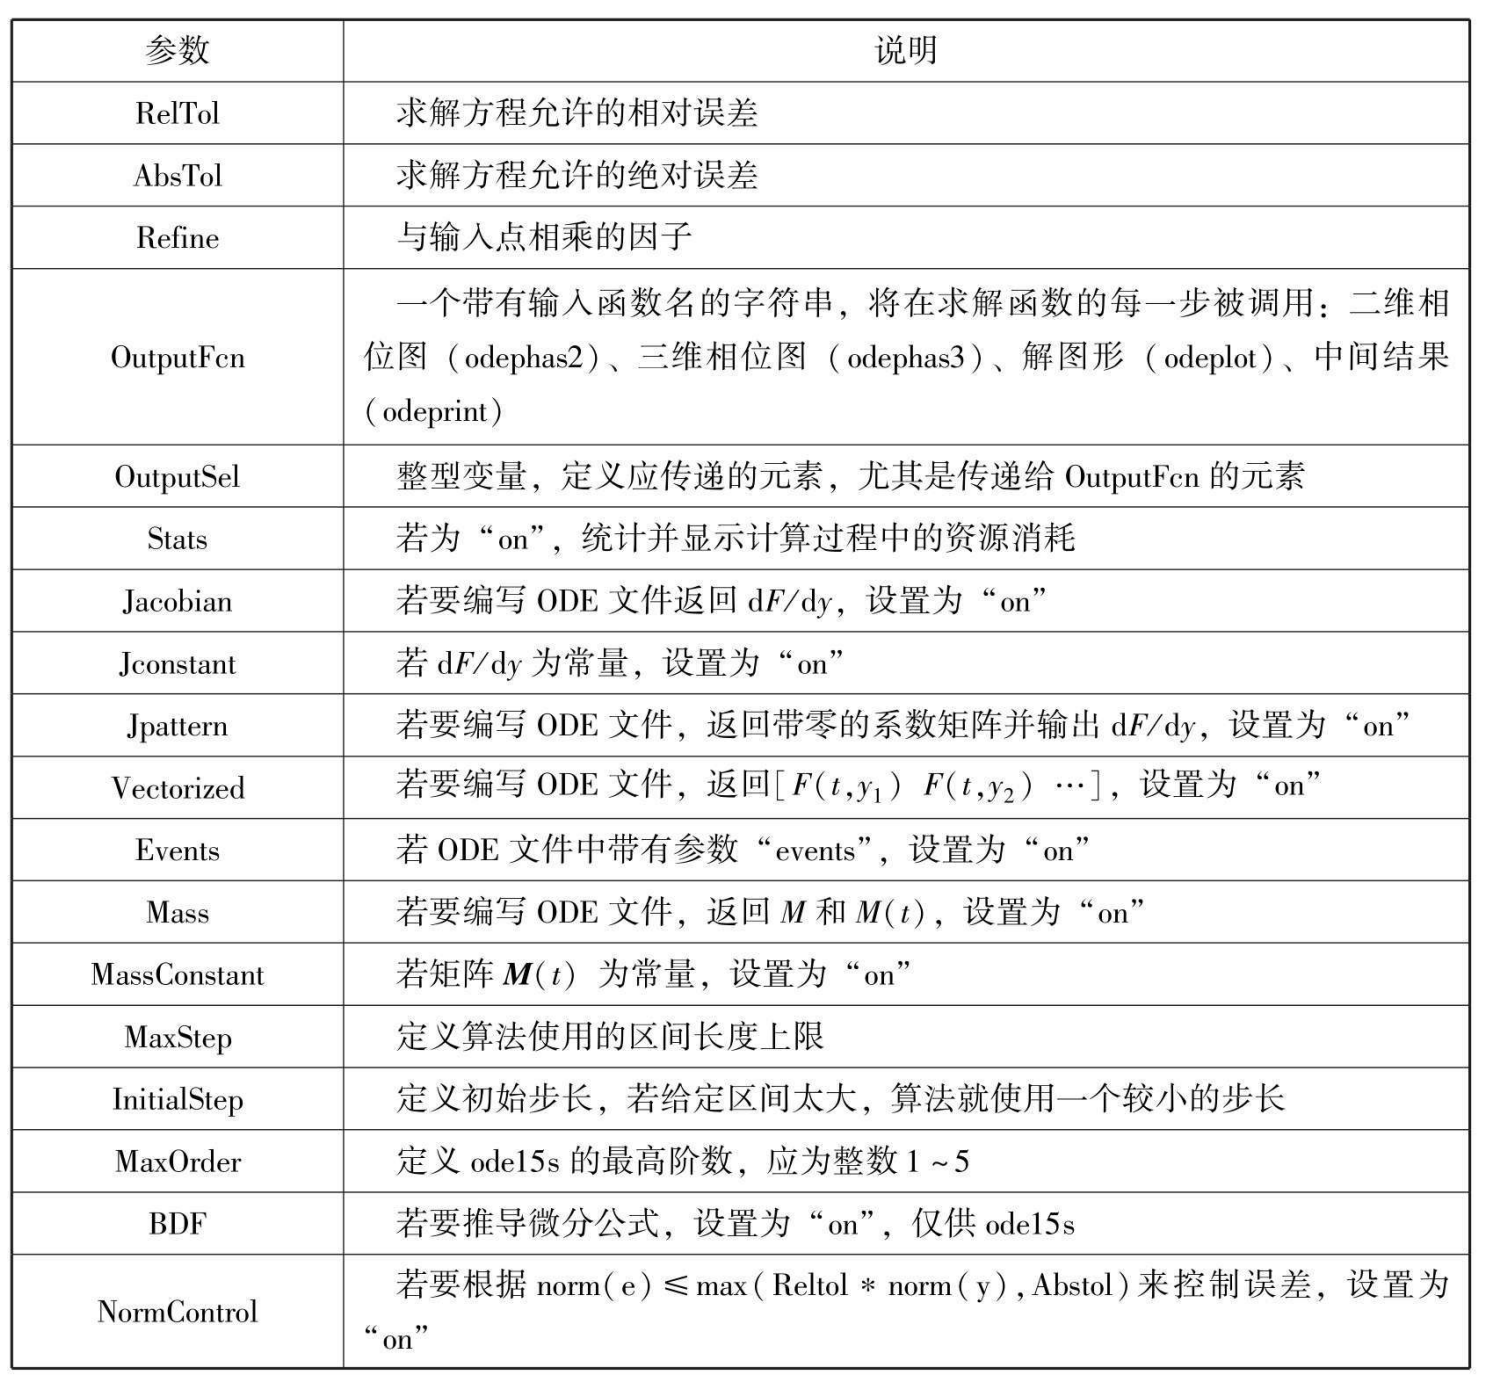 参数 说明
RelTol 求解方程允许的相对误差
AbsTol 求解方程允许的绝对误差
Refine 与输入点相乘的因子
OutputFcn 一个带有输入函数名的字符串，将在求解函数的每一步被调用：二维相
位图（odephas2）、三维相位图（odephas3）、解图形（odeplot）、中间结果
（odeprint）
OutputSel 整型变量，定义应传递的元素，尤其是传递给 OutputFcn 的元素
Stats 若为“on”，统计并显示计算过程中的资源消耗
Jacobian 若要编写 ODE 文件返回 dF/dy，设置为“on”
Jconstant 若 dF/dy 为常量，设置为“on”
Jpattern 若要编写 ODE 文件，返回带零的系数矩阵并输出 dF/dy，设置为“on”
Vectorized 若要编写 ODE 文件，返回[F(t,y₁) F(t,y₂) …]，设置为“on”
Events 若 ODE 文件中带有参数“events”，设置为“on”
Mass 若要编写 ODE 文件，返回 M 和 M(t)，设置为“on”
MassConstant 若矩阵 M(t) 为常量，设置为“on”
MaxStep 定义算法使用的区间长度上限
InitialStep 定义初始步长，若给定区间太大，算法就使用一个较小的步长
MaxOrder 定义 ode15s 的最高阶数，应为整数 1 ~ 5
BDF 若要推导微分公式，设置为“on”，仅供 ode15s
NormControl 若要根据 norm(e) ≤ max(Reltol * norm(y),Abstol)来控制误差，设置为
“on”